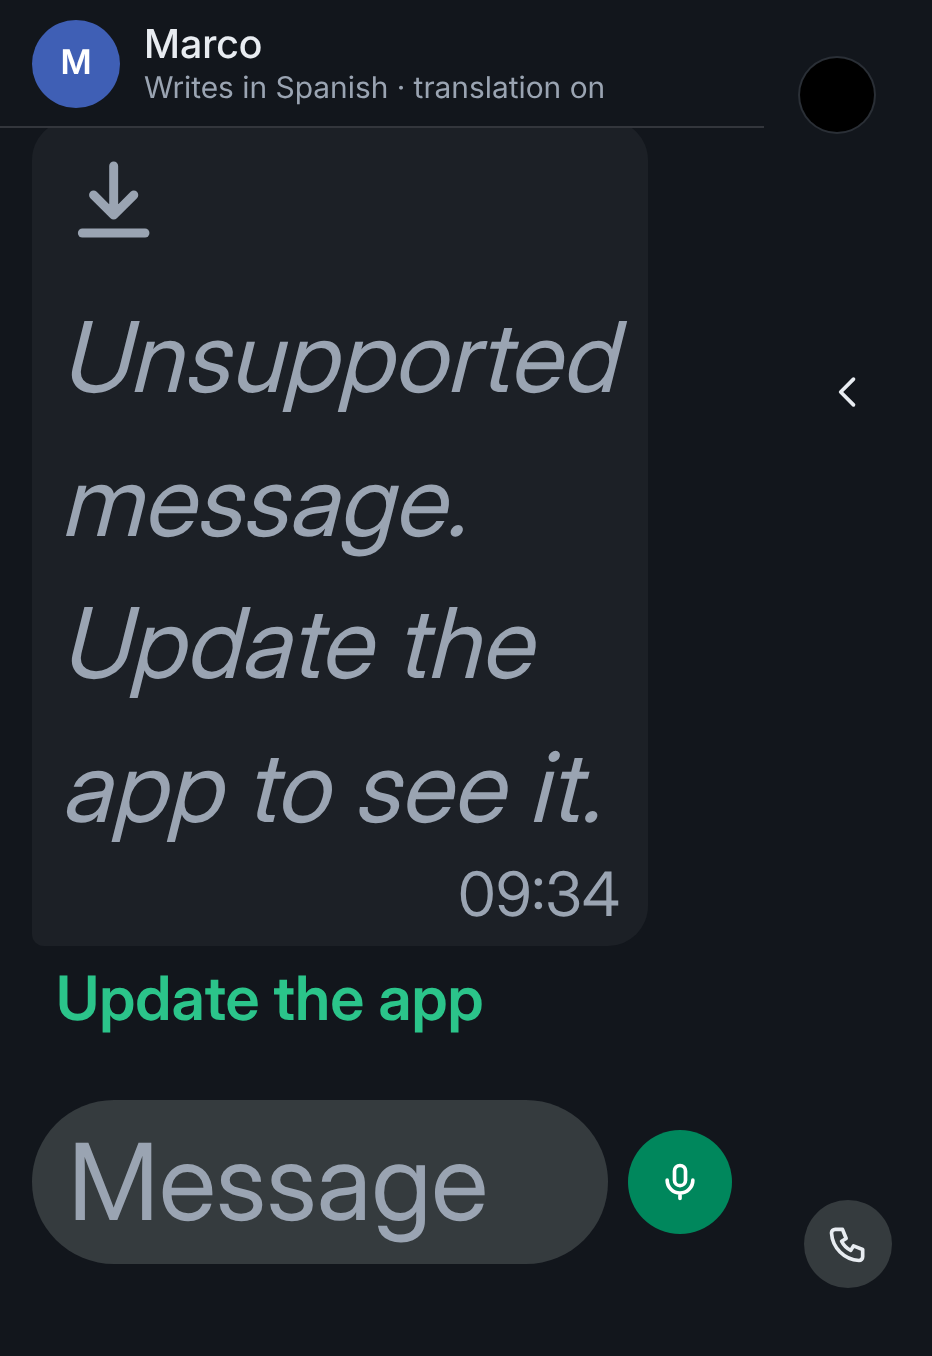 M
Marco
Writes in Spanish · translation on
Unsupported
message.
Update the
app to see it.
09:34
Update the app
Message